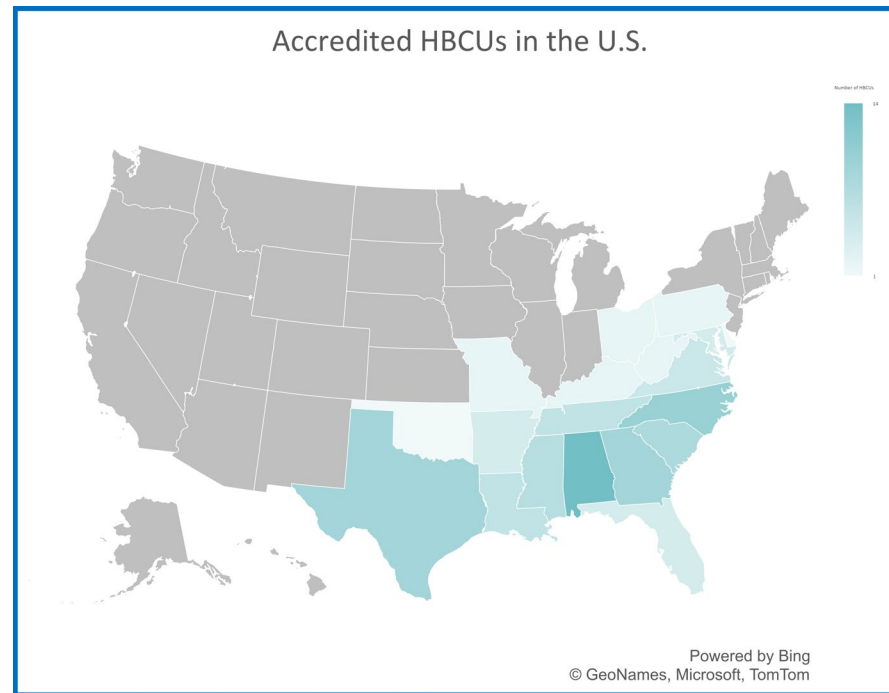 Accredited HBCUs in the U.S.
Number of HBCUs
14
1
Powered by Bing
© GeoNames, Microsoft, TomTom